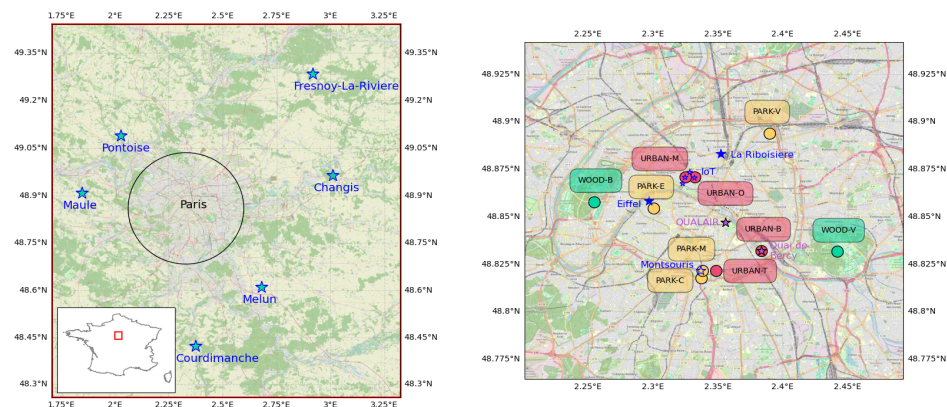 1.75°E 2°E 2.25°E 2.5°E 2.75°E 3°E 3.25°E
49.35°N
49.35°N
Fresnoy-La-Riviere
49.2°N
49.2°N
Pontoise
49.05°N
49.05°N
Changis
48.9°N
48.9°N
Maule
Paris
48.75°N
48.75°N
48.6°N
48.6°N
Melun
48.45°N
48.45°N
Courdimanche
48.3°N
48.3°N
1.75°E 2°E 2.25°E 2.5°E 2.75°E 3°E 3.25°E
2.25°E 2.3°E 2.35°E 2.4°E 2.45°E
48.925°N
48.925°N
PARK-V
48.9°N
48.9°N
La Riboisiere
URBAN-M
IoT
48.875°N
48.875°N
WOOD-B
PARK-E
URBAN-O
Eiffel
48.85°N
48.85°N
QUALAIR
URBAN-B
WOOD-V
PARK-M
Quai de
Bercy
Montsouris
48.825°N
48.825°N
URBAN-T
PARK-C
48.8°N
48.8°N
48.775°N
48.775°N
2.25°E 2.3°E 2.35°E 2.4°E 2.45°E